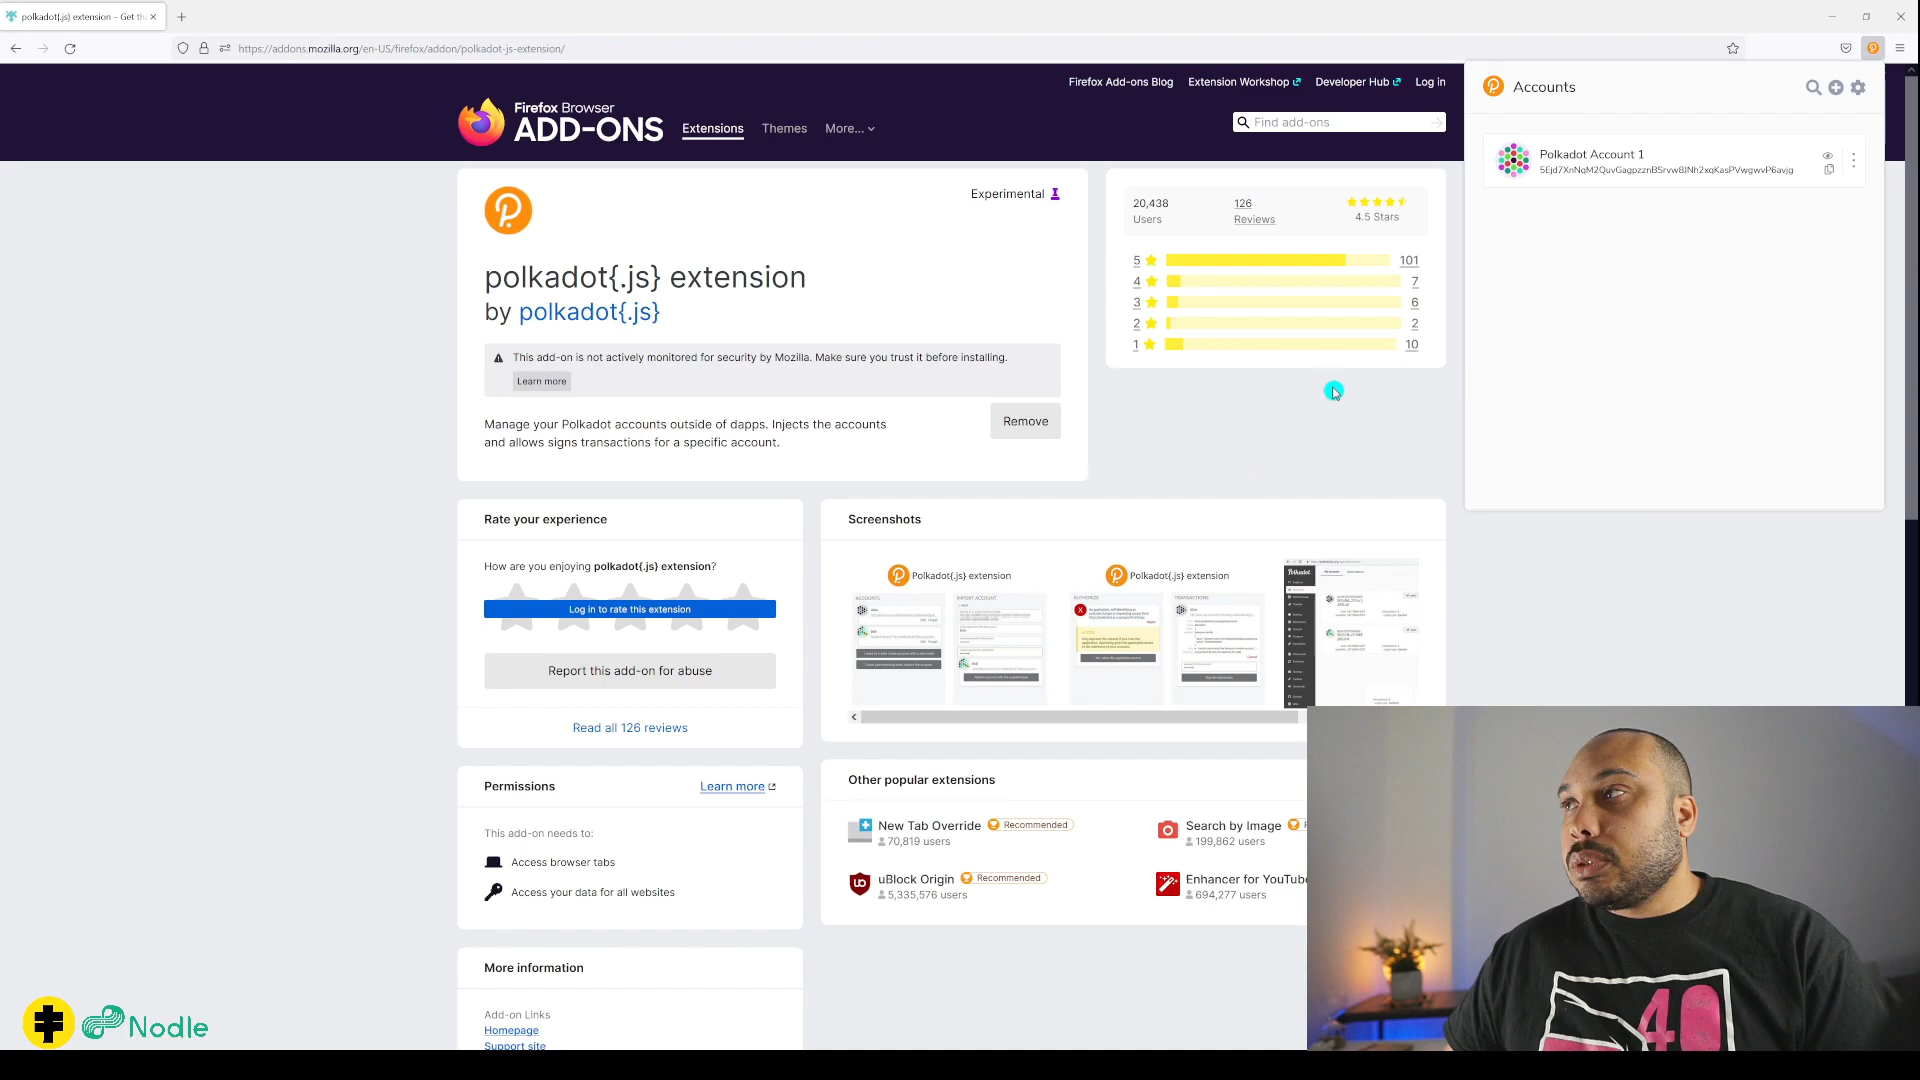 polkadot{.js} extension – Get th
https://addons.mozilla.org/en-US/firefox/addon/polkadot-js-extension/
Firefox Add-ons Blog
Extension Workshop
Developer Hub
Log in
Firefox Browser
ADD-ONS
Extensions
Themes
More...
Find add-ons
Accounts
Polkadot Account 1
5Ejd7XnNqM2QuvGagpzznBSrvw8JNh2xqKasPVwgwvP6avjg
Experimental
polkadot{.js} extension
by polkadot{.js}
This add-on is not actively monitored for security by Mozilla. Make sure you trust it before installing.
Learn more
Manage your Polkadot accounts outside of dapps. Injects the accounts
and allows signs transactions for a specific account.
Remove
20,438
Users
126
Reviews
4.5 Stars
5 101
4 7
3 6
2 2
1 10
Rate your experience
How are you enjoying polkadot{.js} extension?
Log in to rate this extension
Report this add-on for abuse
Read all 126 reviews
Screenshots
Polkadot{.js} extension
Polkadot{.js} extension
ACCOUNTS
IMPORT ACCOUNT
AUTHORIZE
TRANSACTIONS
Polkadot
Permissions
Learn more
This add-on needs to:
Access browser tabs
Access your data for all websites
Other popular extensions
New Tab Override
Recommended
70,819 users
Search by Image
199,862 users
uBlock Origin
Recommended
5,335,576 users
Enhancer for YouTube
694,277 users
More information
Add-on Links
Homepage
Support site
Nodle
40